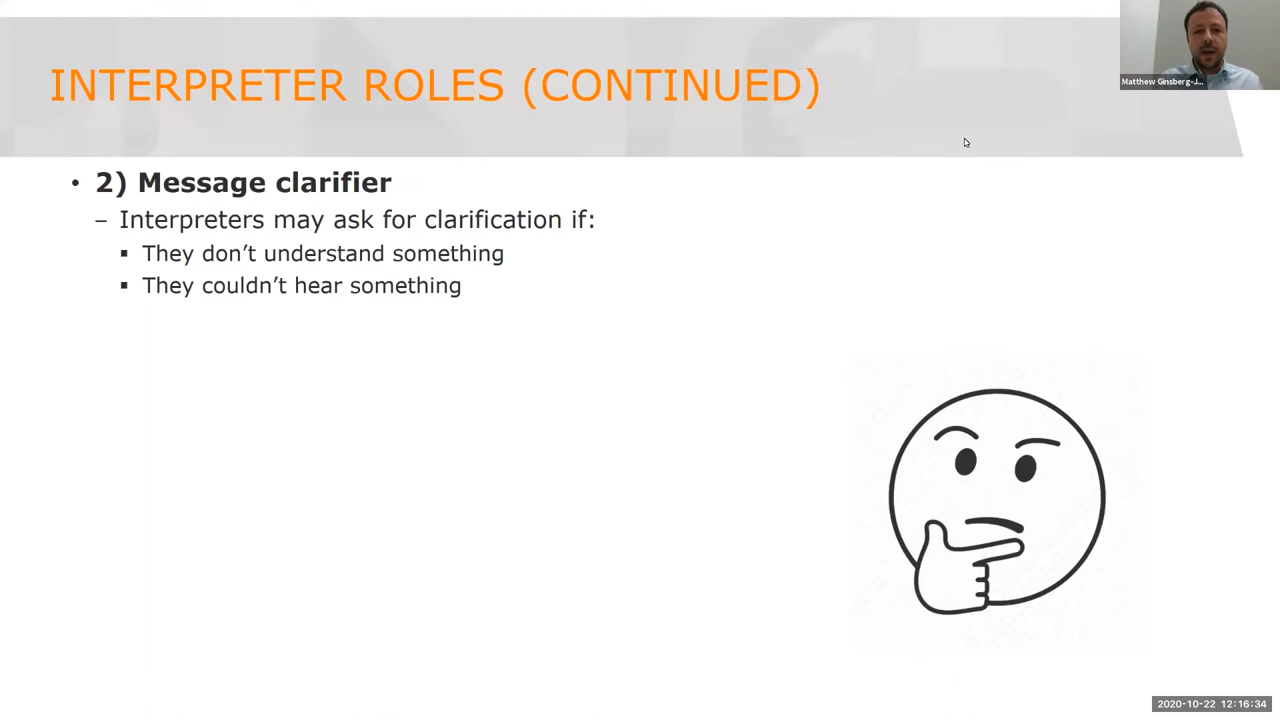 INTERPRETER ROLES (CONTINUED)
Matthew Ginsberg-J...
• 2) Message clarifier
– Interpreters may ask for clarification if:
▪ They don’t understand something
▪ They couldn’t hear something
2020-10-22 12:16:34